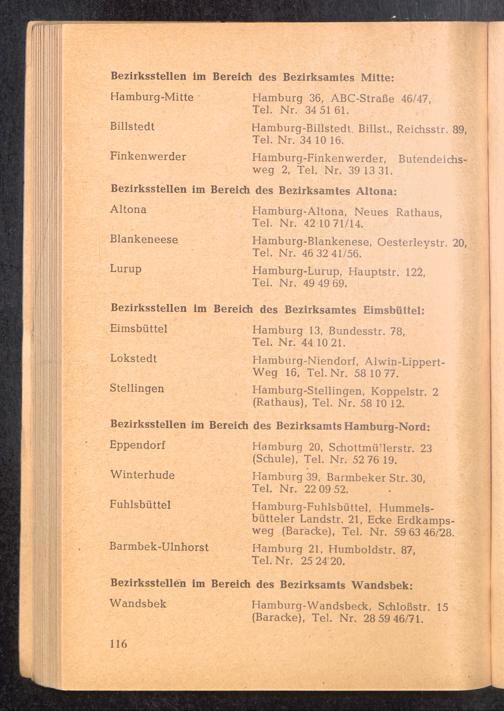 Bezirksstellen im Bereich des Bezirksamtes Mitte:
Hamburg-Mitte Hamburg 36, ABC-Straße 46/47,
Tel. Nr. 34 51 61.
Billstedt Hamburg-Billstedt, Billst., Reichsstr. 89,
Tel. Nr. 34 10 16.
Finkenwerder Hamburg-Finkenwerder, Butendeichs-
weg 2, Tel. Nr. 39 13 31.
Bezirksstellen im Bereich des Bezirksamtes Altona:
Altona Hamburg-Altona, Neues Rathaus,
Tel. Nr. 42 10 71/14.
Blankeneese Hamburg-Blankenese, Oesterleystr. 20,
Tel. Nr. 46 32 41/56.
Lurup Hamburg-Lurup, Hauptstr. 122,
Tel. Nr. 49 49 69.
Bezirksstellen im Bereich des Bezirksamtes Eimsbüttel:
Eimsbüttel Hamburg 13, Bundesstr. 78,
Tel. Nr. 44 10 21.
Lokstedt Hamburg-Niendorf, Alwin-Lippert-
Weg 16, Tel. Nr. 58 10 77.
Stellingen Hamburg-Stellingen, Koppelstr. 2
(Rathaus), Tel. Nr. 58 10 12.
Bezirksstellen im Bereich des Bezirksamts Hamburg-Nord:
Eppendorf Hamburg 20, Schottmüllerstr. 23
(Schule), Tel. Nr. 52 76 19.
Winterhude Hamburg 39, Barmbeker Str. 30,
Tel. Nr. 22 09 52.
Fuhlsbüttel Hamburg-Fuhlsbüttel, Hummels-
bütteler Landstr. 21, Ecke Erdkamps-
weg (Baracke), Tel. Nr. 59 63 46/28.
Barmbek-Ulnhorst Hamburg 21, Humboldstr. 87,
Tel. Nr. 25 24 20.
Bezirksstellen im Bereich des Bezirksamts Wandsbek:
Wandsbek Hamburg-Wandsbeck, Schloßstr. 15
(Baracke), Tel. Nr. 28 59 46/71.
116